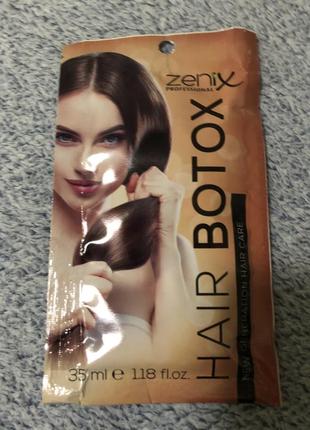 zenix
PROFESSIONAL
HAIR BOTOX
NEW GENERATION HAIR CARE
35 ml e 1.18 fl.oz.